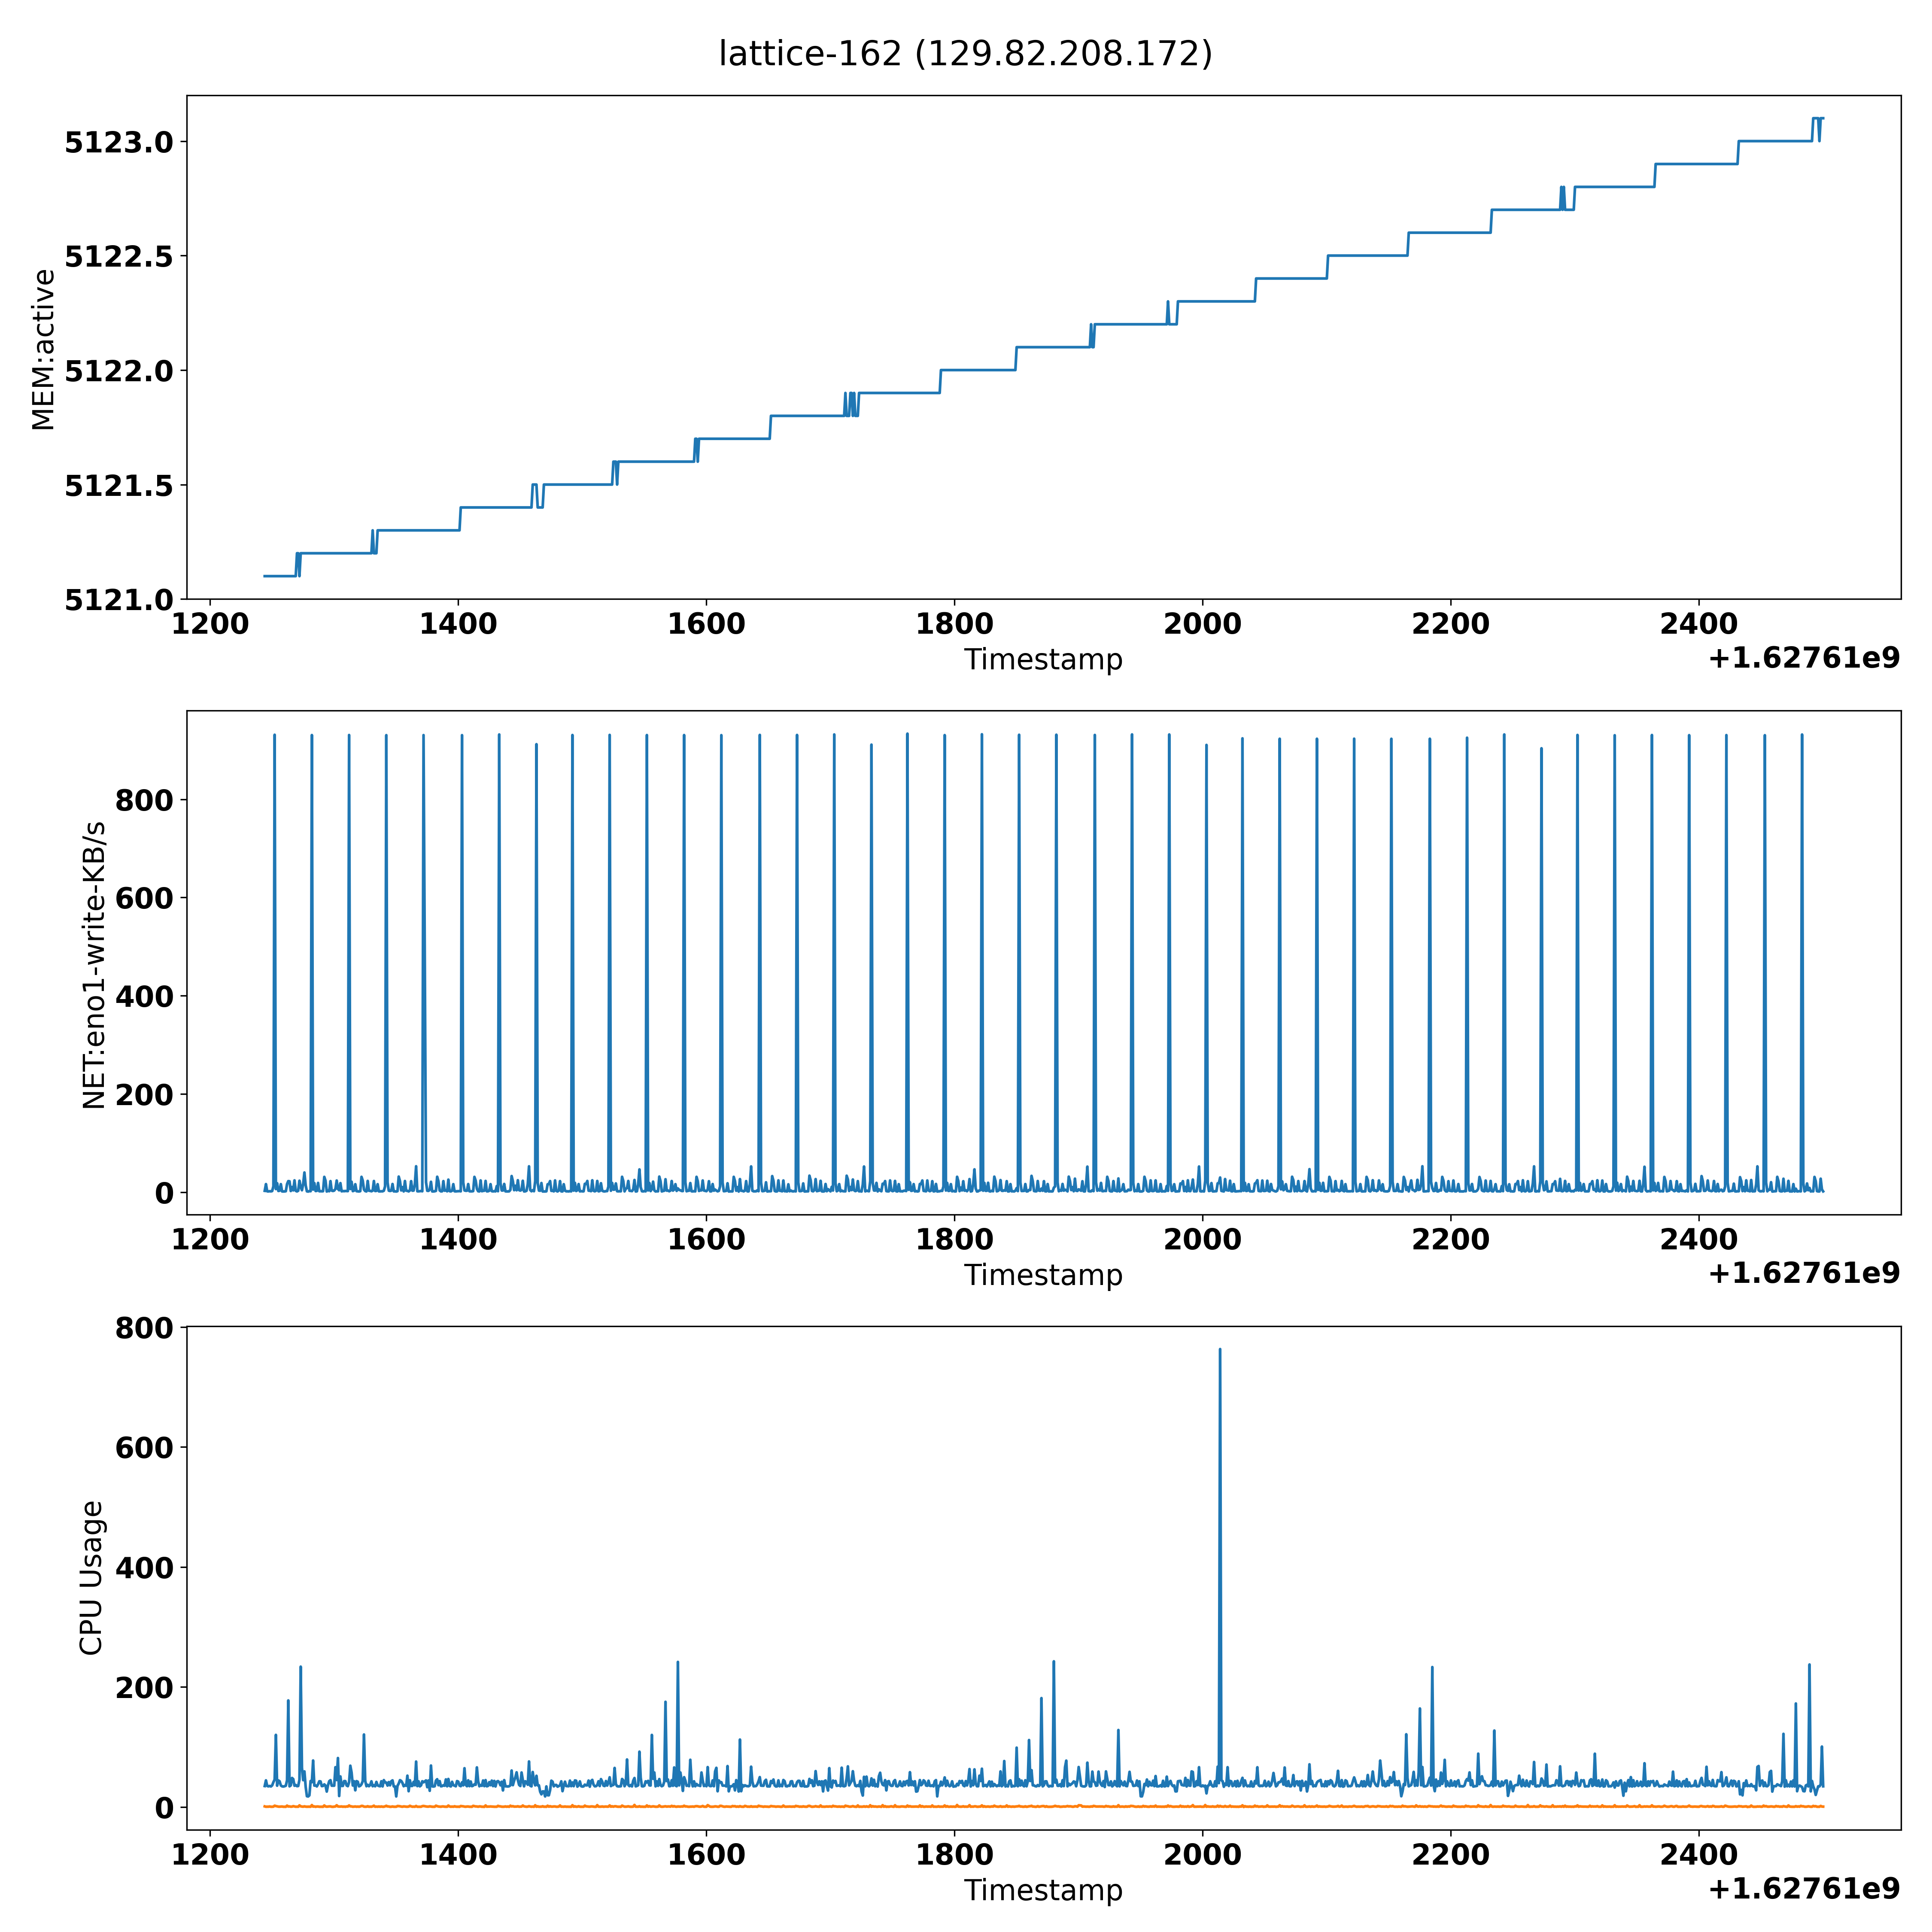 lattice-162 (129.82.208.172)
MEM:active
5123.0
5122.5
5122.0
5121.5
5121.0
1200 1400 1600 1800 2000 2200 2400
Timestamp
+1.62761e9
NET:eno1-write-KB/s
800
600
400
200
0
1200 1400 1600 1800 2000 2200 2400
Timestamp
+1.62761e9
CPU Usage
800
600
400
200
0
1200 1400 1600 1800 2000 2200 2400
Timestamp
+1.62761e9